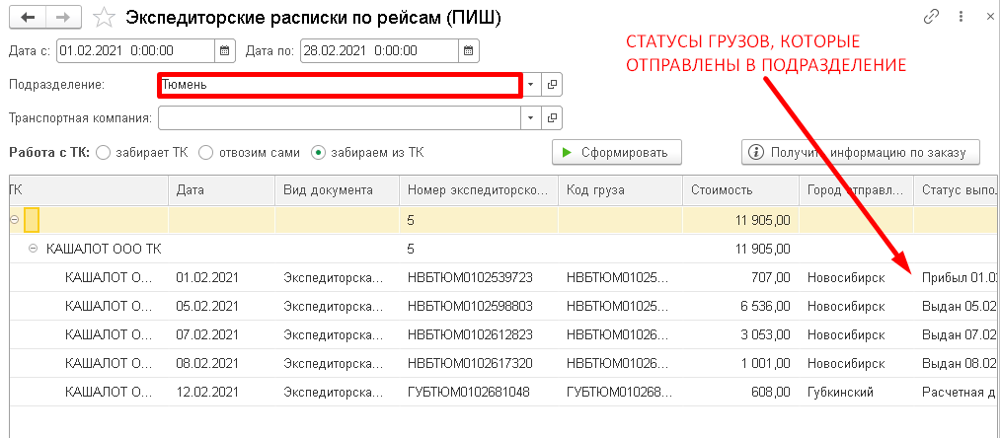 Экспедиторские расписки по рейсам (ПИШ)
Дата с: 01.02.2021 0:00:00 Дата по: 28.02.2021 0:00:00
СТАТУСЫ ГРУЗОВ, КОТОРЫЕ
ОТПРАВЛЕНЫ В ПОДРАЗДЕЛЕНИЕ
Подразделение: Тюмень
Транспортная компания:
Работа с ТК: забирает ТК отвозим сами забираем из ТК Сформировать Получить информацию по заказу
ТК Дата Вид документа Номер экспедиторско... Код груза Стоимость Город отправл... Статус выпо.
5 11 905,00
КАШАЛОТ ООО ТК 5 11 905,00
КАШАЛОТ О... 01.02.2021 Экспедиторска... НВБТЮМ0102539723 НВБТЮМ01025... 707,00 Новосибирск Прибыл 01.0
КАШАЛОТ О... 05.02.2021 Экспедиторска... НВБТЮМ0102598803 НВБТЮМ01025... 6 536,00 Новосибирск Выдан 05.02
КАШАЛОТ О... 07.02.2021 Экспедиторска... НВБТЮМ0102612823 НВБТЮМ01026... 3 053,00 Новосибирск Выдан 07.02
КАШАЛОТ О... 08.02.2021 Экспедиторска... НВБТЮМ0102617320 НВБТЮМ01026... 1 001,00 Новосибирск Выдан 08.02
КАШАЛОТ О... 12.02.2021 Экспедиторска... ГУБТЮМ0102681048 ГУБТЮМ010268... 608,00 Губкинский Расчетная д